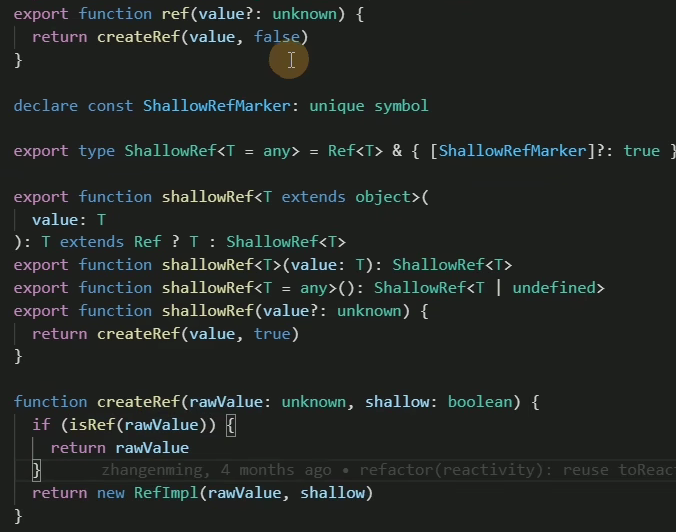 export function ref(value?: unknown) {
return createRef(value, false)
}
declare const ShallowRefMarker: unique symbol
export type ShallowRef<T = any> = Ref<T> & { [ShallowRefMarker]?: true }
export function shallowRef<T extends object>(
value: T
): T extends Ref ? T : ShallowRef<T>
export function shallowRef<T>(value: T): ShallowRef<T>
export function shallowRef<T = any>(): ShallowRef<T | undefined>
export function shallowRef(value?: unknown) {
return createRef(value, true)
}
function createRef(rawValue: unknown, shallow: boolean) {
if (isRef(rawValue)) {
return rawValue
} zhangenming, 4 months ago • refactor(reactivity): reuse toReact
return new RefImpl(rawValue, shallow)
}